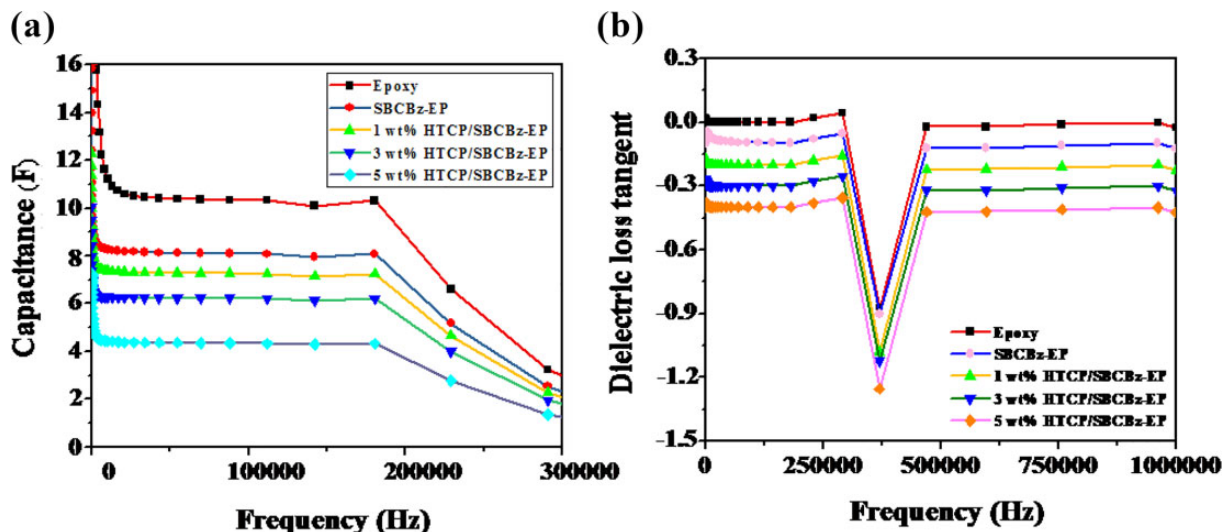 (a)
Capacitance (F)
16
14
12
10
8
6
4
2
0
Epoxy
SBCBz-EP
1 wt% HTCP/SBCBz-EP
3 wt% HTCP/SBCBz-EP
5 wt% HTCP/SBCBz-EP
0 100000 200000 300000
Frequency (Hz)
(b)
Dielectric loss tangent
0.3
0.0
-0.3
-0.6
-0.9
-1.2
-1.5
Epoxy
SBCBz-EP
1 wt% HTCP/SBCBz-EP
3 wt% HTCP/SBCBz-EP
5 wt% HTCP/SBCBz-EP
0 250000 500000 750000 1000000
Frequency (Hz)